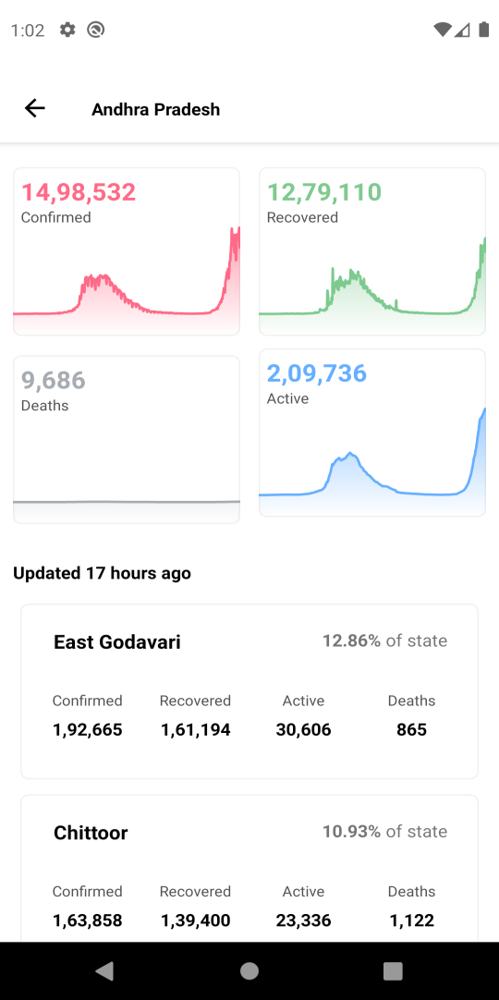 1:02
Andhra Pradesh
14,98,532
Confirmed
12,79,110
Recovered
9,686
Deaths
2,09,736
Active
Updated 17 hours ago
East Godavari
12.86% of state
Confirmed Recovered Active Deaths
1,92,665 1,61,194 30,606 865
Chittoor
10.93% of state
Confirmed Recovered Active Deaths
1,63,858 1,39,400 23,336 1,122